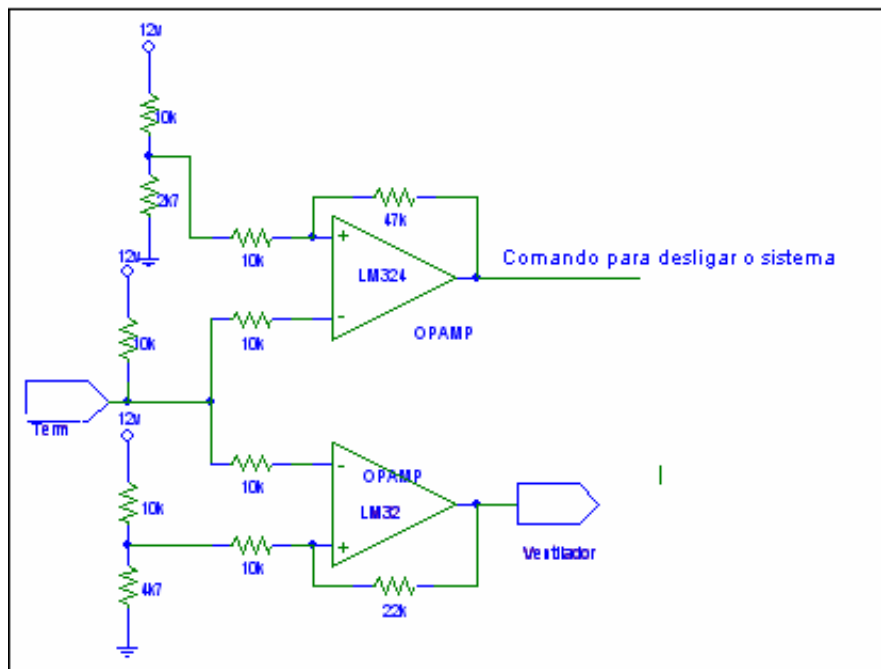 12v
10k
2k7
47k
+
10k
LM324
Comando para desligar o sistema
12v
-
10k
OPAMP
10k
Term
12v
-
10k
OPAMP
10k
LM32
+
10k
Ventilador
4k7
22k